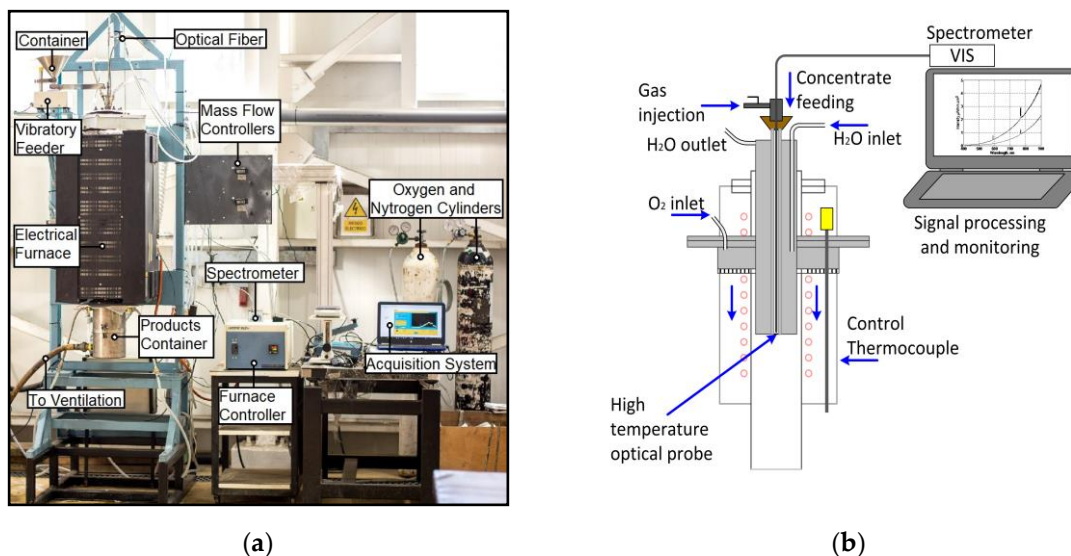 Container
Optical Fiber
Vibratory
Feeder
Mass Flow
Controllers
Oxygen and
Nytrogen Cylinders
Electrical
Furnace
Spectrometer
Products
Container
Acquisition System
To Ventilation
Furnace
Controller
(a)
Spectrometer
VIS
Gas
injection
Concentrate
feeding
H2O outlet
H2O inlet
O2 inlet
Signal processing
and monitoring
Control
Thermocouple
High
temperature
optical probe
(b)